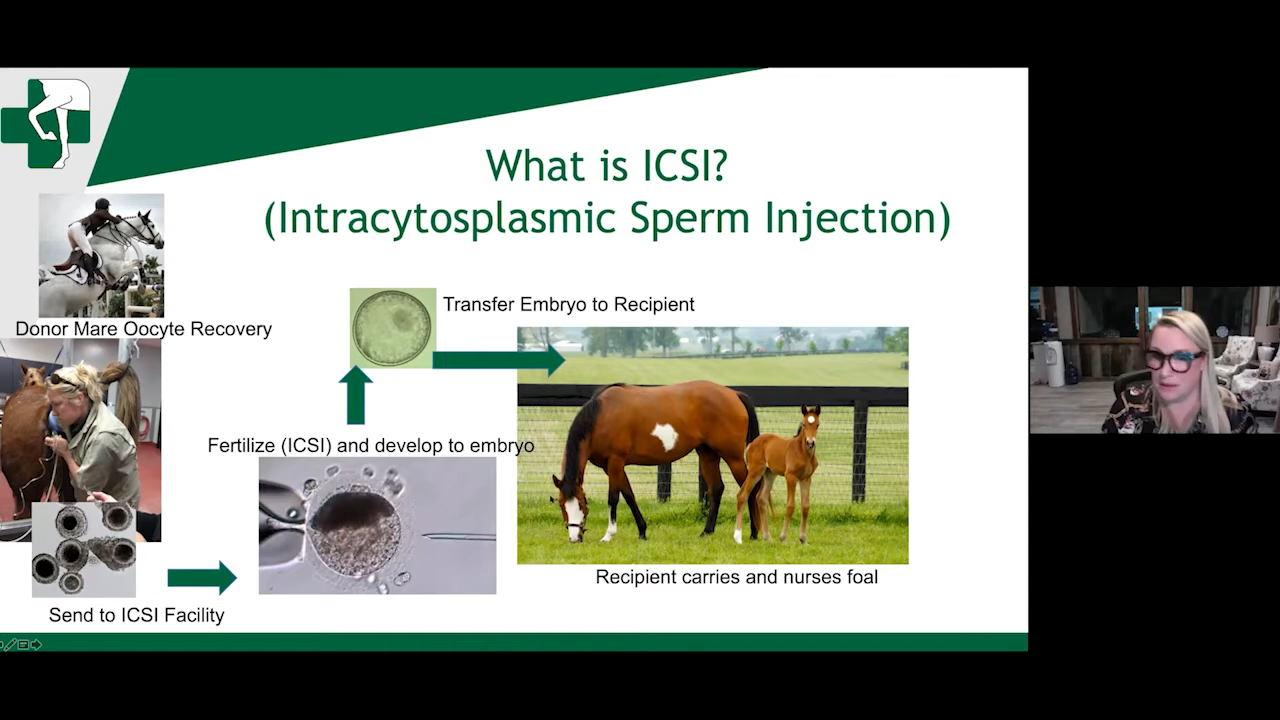 What is ICSI?
(Intracytosplasmic Sperm Injection)
Donor Mare Oocyte Recovery
Send to ICSI Facility
Fertilize (ICSI) and develop to embryo
Transfer Embryo to Recipient
Recipient carries and nurses foal